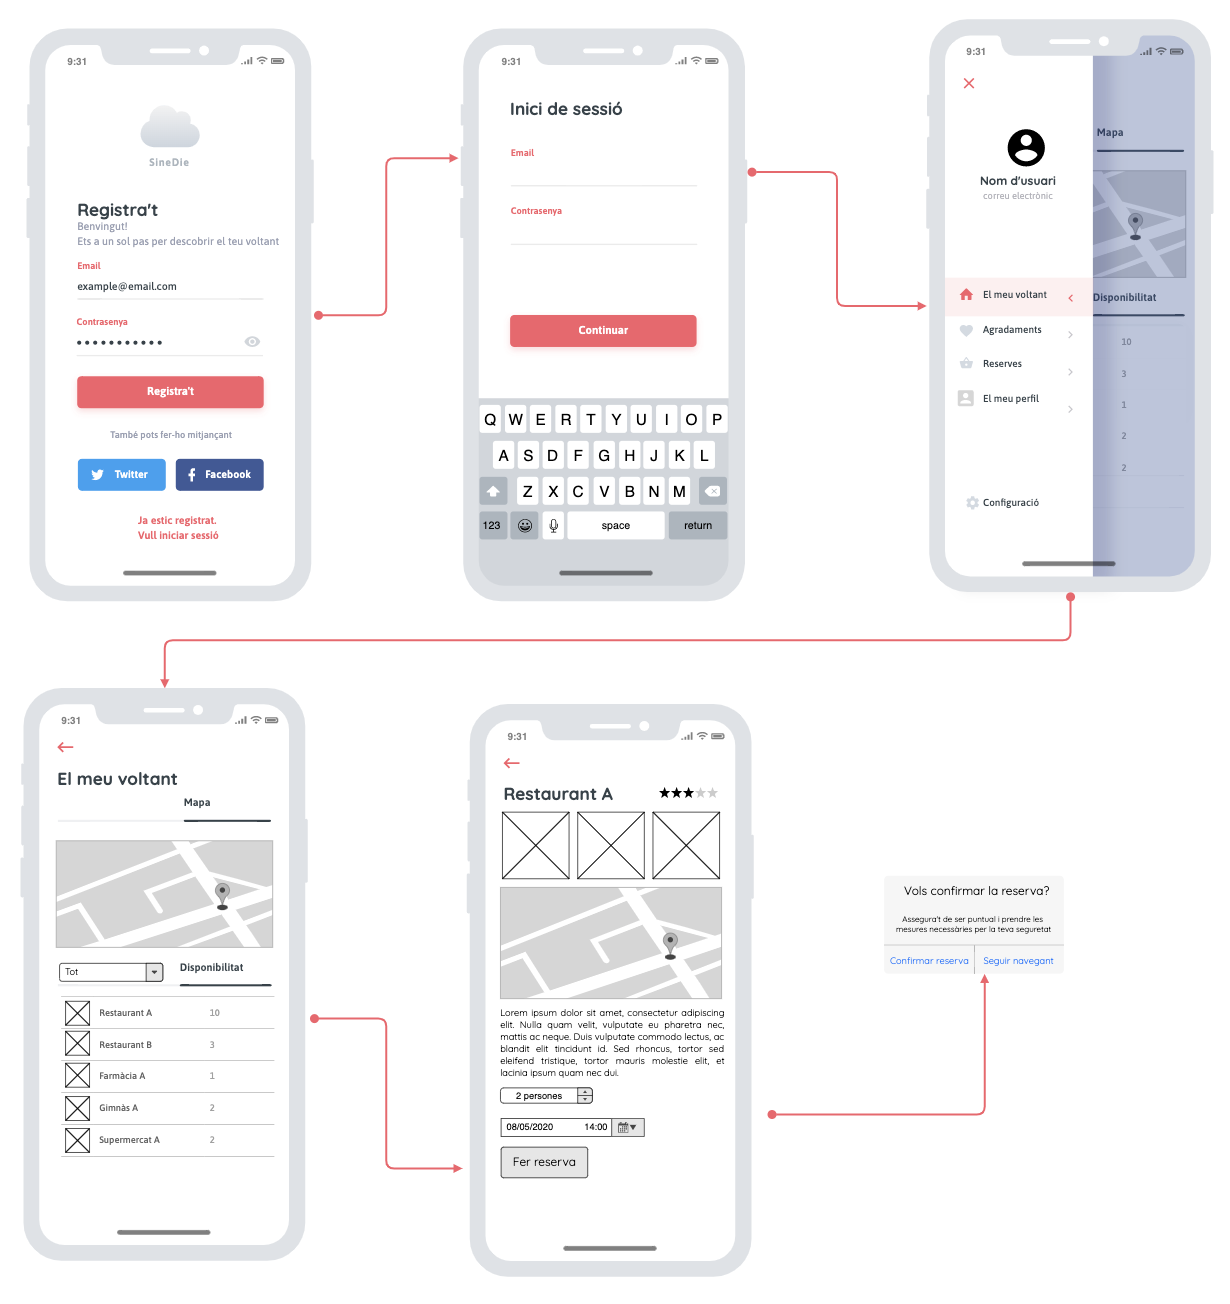 9:31
SineDie
Registra't
Benvingut!
Ets a un sol pas per descobrir el teu voltant
Email
example@email.com
Contrasenya
Registra't
També pots fer-ho mitjançant
Twitter
Facebook
Ja estic registrat.
Vull iniciar sessió
9:31
Inici de sessió
Email
Contrasenya
Continuar
Q W E R T Y U I O P
A S D F G H J K L
Z X C V B N M
123 space return
9:31
Nom d'usuari
correu electrònic
El meu voltant
Agradaments
Reserves
El meu perfil
Configuració
Mapa
Disponibilitat
10
3
1
2
2
9:31
El meu voltant
Mapa
Tot
Disponibilitat
Restaurant A 10
Restaurant B 3
Farmàcia A 1
Gimnàs A 2
Supermercat A 2
9:31
Restaurant A
Lorem ipsum dolor sit amet, consectetur adipiscing
elit. Nulla quam velit, vulputate eu pharetra nec,
mattis ac neque. Duis vulputate commodo lectus, ac
blandit elit tincidunt id. Sed rhoncus, tortor sed
eleifend tristique, tortor mauris molestie elit, et
lacinia ipsum quam nec dui.
2 persones
08/05/2020 14:00
Fer reserva
Vols confirmar la reserva?
Assegura't de ser puntual i prendre les
mesures necessàries per la teva seguretat
Confirmar reserva
Seguir navegant